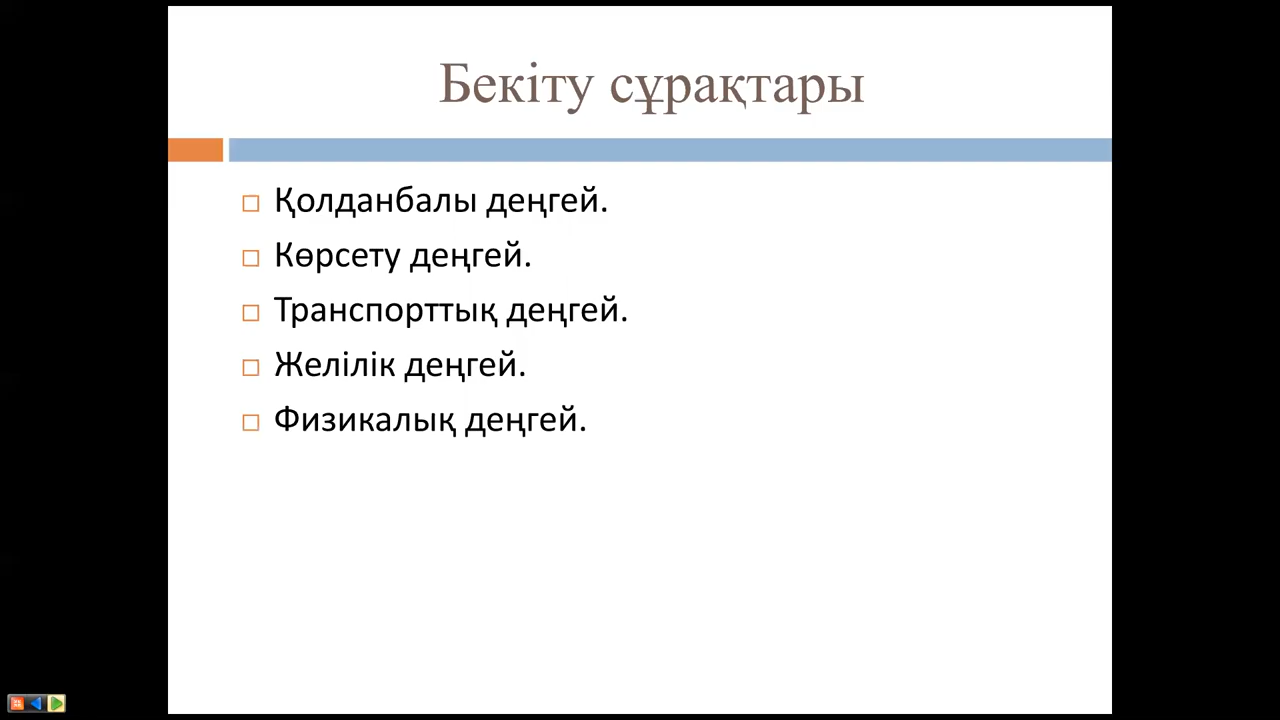 Бекіту сұрақтары
Қолданбалы деңгей.
Көрсету деңгей.
Транспорттық деңгей.
Желілік деңгей.
Физикалық деңгей.